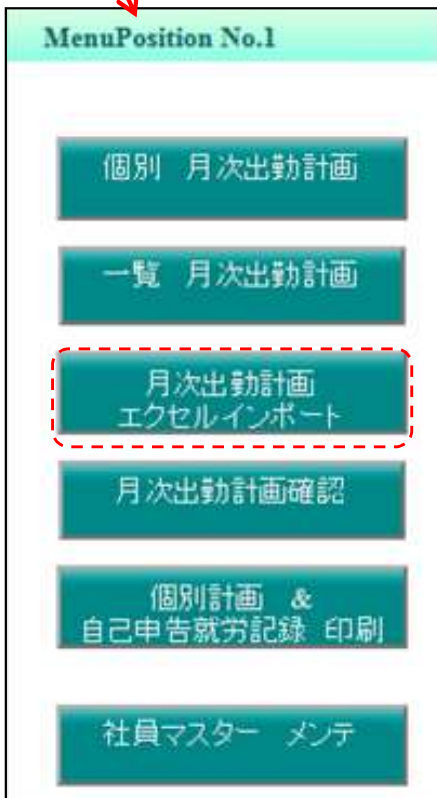 MenuPosition No.1
個別　月次出勤計画
一覧　月次出勤計画
月次出勤計画
エクセルインポート
月次出勤計画確認
個別計画　&
自己申告就労記録 印刷
社員マスター　メンテ